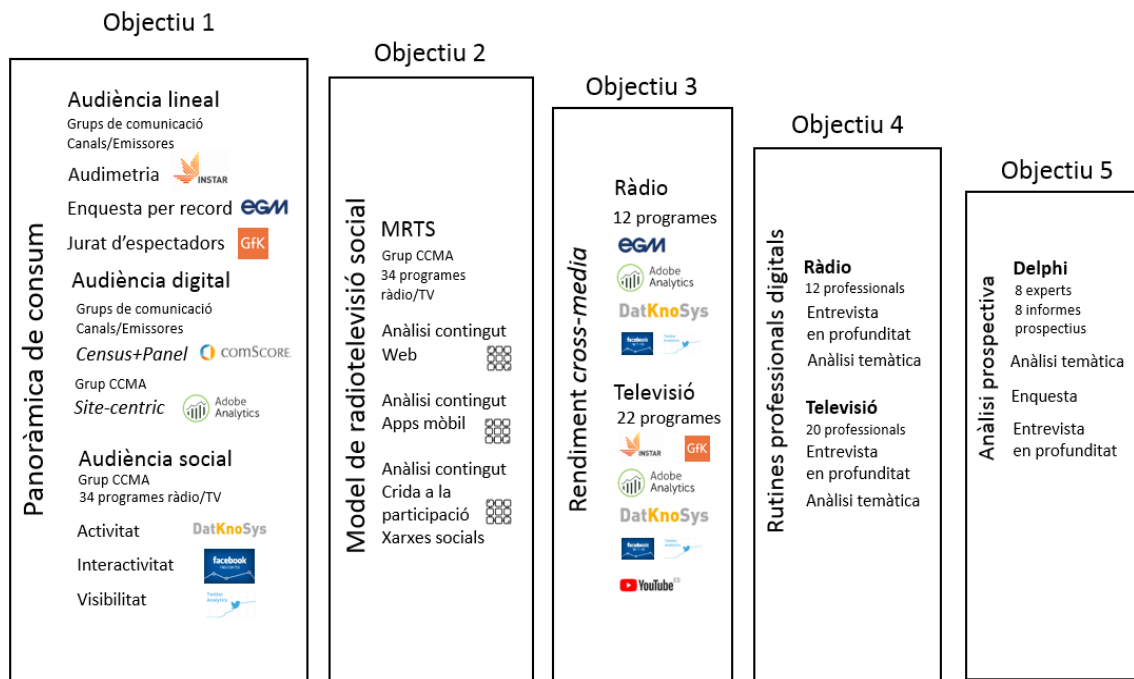 Objectiu 1
Panoràmica de consum
Audiència lineal
Grups de comunicació
Canals/Emissores
Audimetria INSTAR
Enquesta per record EGM
Jurat d'espectadors GfK
Audiència digital
Grups de comunicació
Canals/Emissores
Census+Panel comSCORE
Grup CCMA
Site-centric Adobe Analytics
Audiència social
Grup CCMA
34 programes ràdio/TV
Activitat DatKnoSys
Interactivitat facebook
Visibilitat Twitter Analytics
Objectiu 2
Model de radiotelevisió social
MRTS
Grup CCMA
34 programes
ràdio/TV
Anàlisi contingut
Web
Anàlisi contingut
Apps mòbil
Anàlisi contingut
Crida a la
participació
Xarxes socials
Objectiu 3
Rendiment cross-media
Ràdio
12 programes
EGM
Adobe
Analytics
DatKnoSys
facebook
Televisió
22 programes
INSTAR GfK
Adobe
Analytics
DatKnoSys
facebook
YouTube ES
Objectiu 4
Rutines professionals digitals
Ràdio
12 professionals
Entrevista
en profunditat
Anàlisi temàtica
Televisió
20 professionals
Entrevista
en profunditat
Anàlisi temàtica
Objectiu 5
Anàlisi prospectiva
Delphi
8 experts
8 informes
prospectius
Anàlisi temàtica
Enquesta
Entrevista
en profunditat